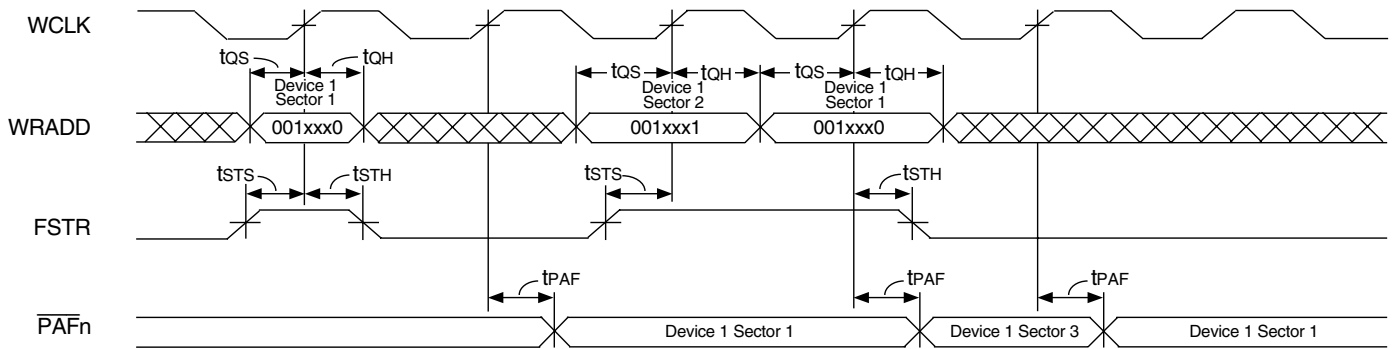 WCLK
tQS tQH tQS tQH tQS tQH
Device 1
Sector 1
Device 1
Sector 2
Device 1
Sector 1
WRADD
001xxx0 001xxx1 001xxx0
tSTS tSTH tSTS tSTH
FSTR
tPAF tPAF tPAF
PAFn
Device 1 Sector 1 Device 1 Sector 3 Device 1 Sector 1